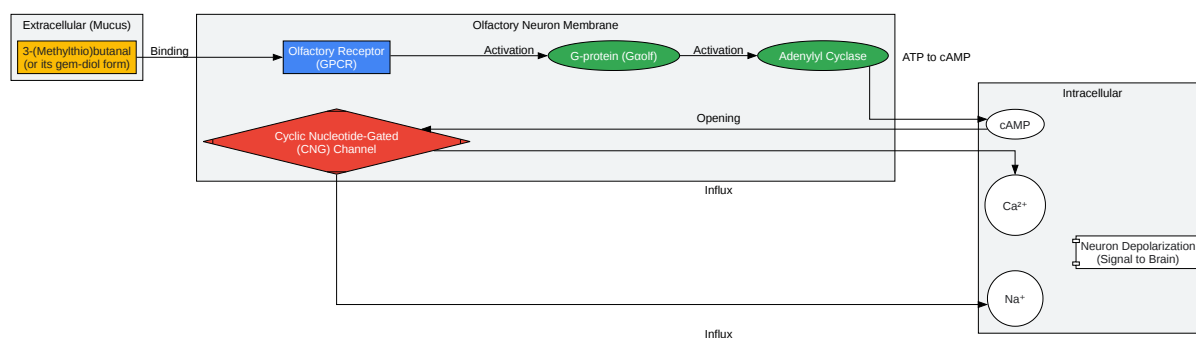 Extracellular (Mucus)
3-(Methylthio)butanal
(or its gem-diol form)
Binding
Olfactory Neuron Membrane
Olfactory Receptor
(GPCR)
Activation
G-protein (Gαolf)
Activation
Adenylyl Cyclase
ATP to cAMP
Intracellular
cAMP
Opening
Cyclic Nucleotide-Gated
(CNG) Channel
Influx
Ca²⁺
Neuron Depolarization
(Signal to Brain)
Na⁺
Influx